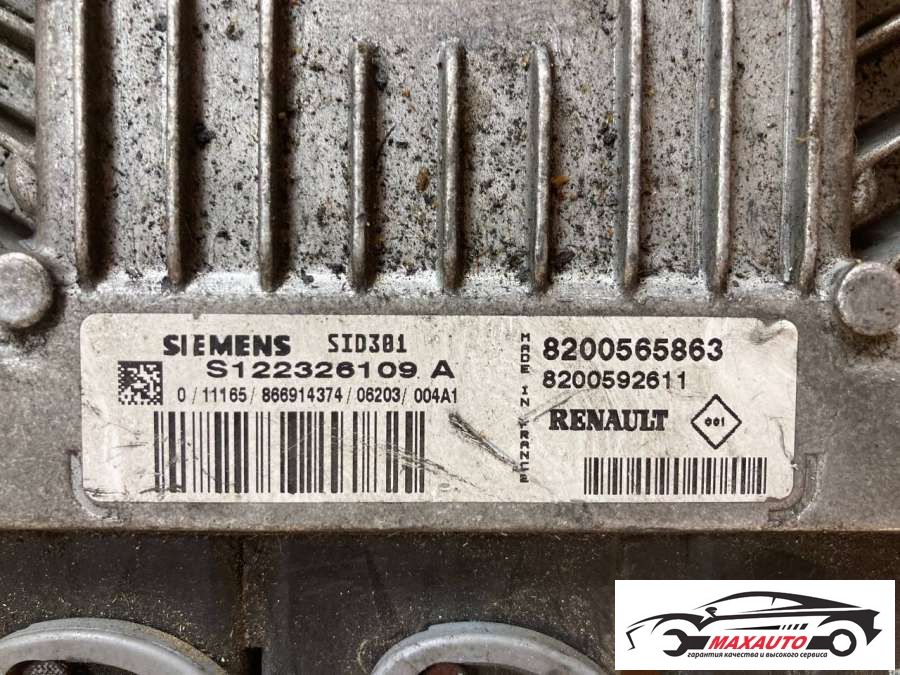 SIEMENS SID301
S122326109 A
0 / 11165 / 866914374 / 06203 / 004A1
MADE IN FRANCE
8200565863
8200592611
RENAULT 001
MAXAUTO
гарантия качества и высокого сервиса